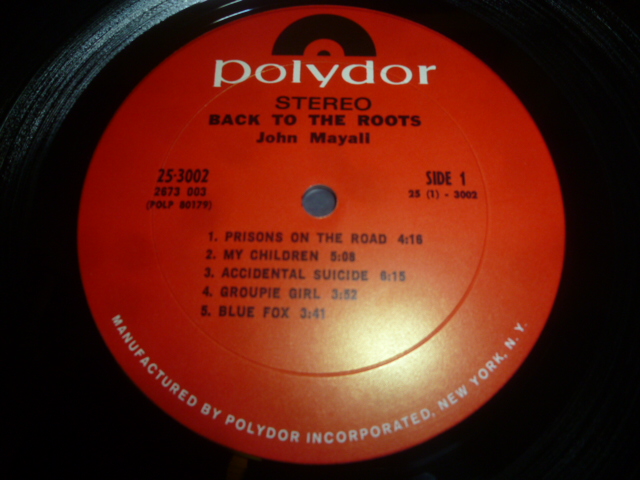 polydor
STEREO
BACK TO THE ROOTS
John Mayall
25-3002
2673 003
(POLP 80179)
SIDE 1
25 (1) - 3002
1. PRISONS ON THE ROAD 4:16
2. MY CHILDREN 5:08
3. ACCIDENTAL SUICIDE 6:15
4. GROUPIE GIRL 3:52
5. BLUE FOX 3:41
MANUFACTURED BY POLYDOR INCORPORATED, NEW YORK, N. Y.